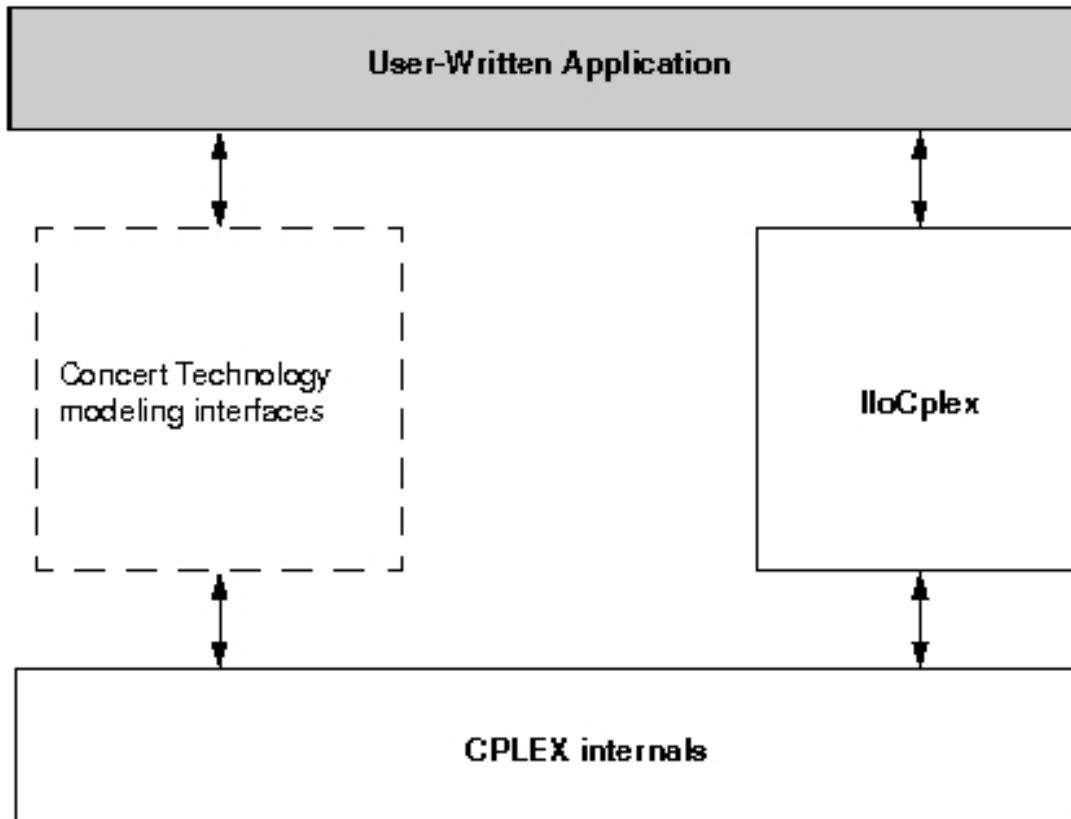 User-Written Application
Concert Technology
modeling interfaces
IloCplex
CPLEX internals